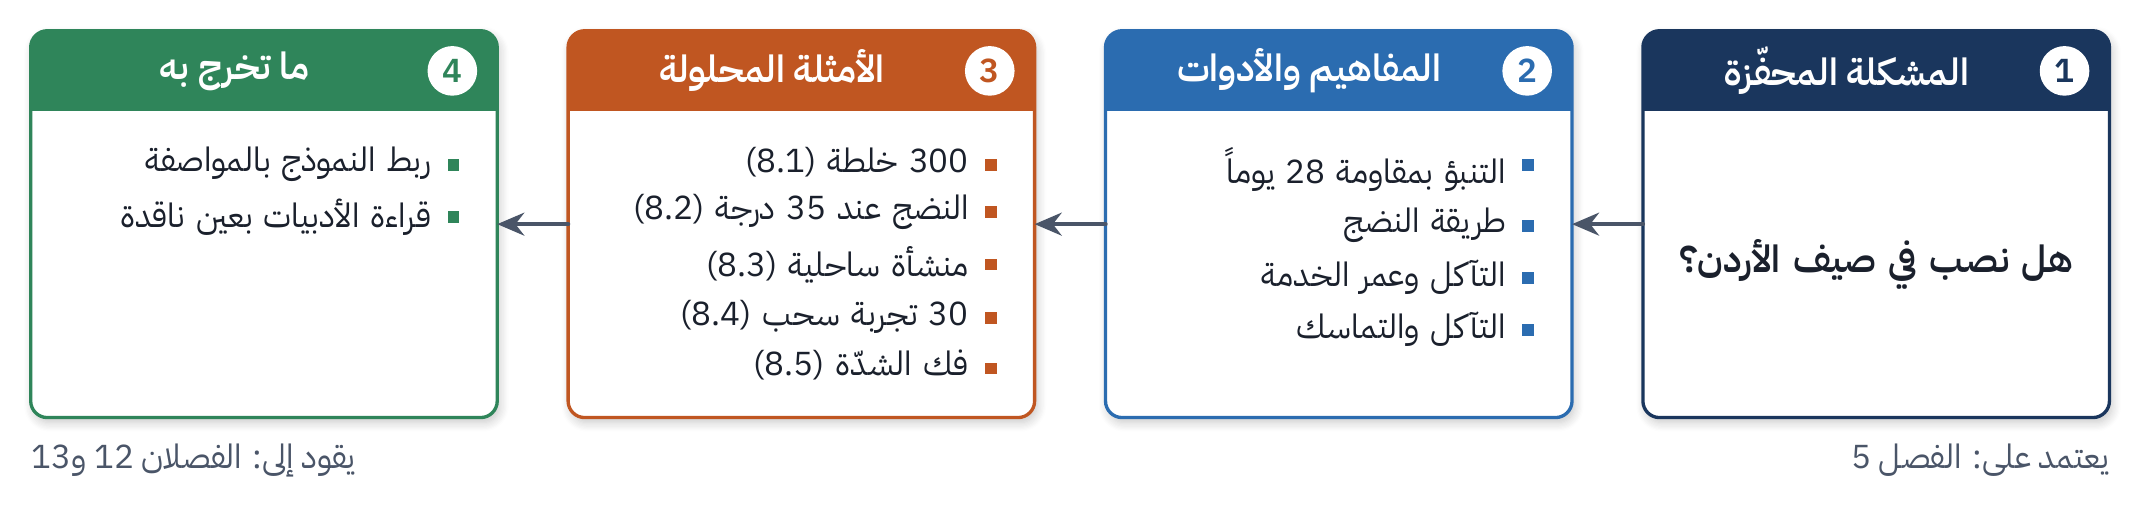 1 المشكلة المحفّزة
هل نصب في صيف الأردن؟
2 المفاهيم والأدوات
التنبؤ بمقاومة 28 يوماً
طريقة النضج
التآكل وعمر الخدمة
التآكل والتماسك
3 الأمثلة المحلولة
300 خلطة (8.1)
النضج عند 35 درجة (8.2)
منشأة ساحلية (8.3)
30 تجربة سحب (8.4)
فك الشدّة (8.5)
4 ما تخرج به
ربط النموذج بالمواصفة
قراءة الأدبيات بعين ناقدة
يعتمد على: الفصل 5
يقود إلى: الفصلان 12 و13